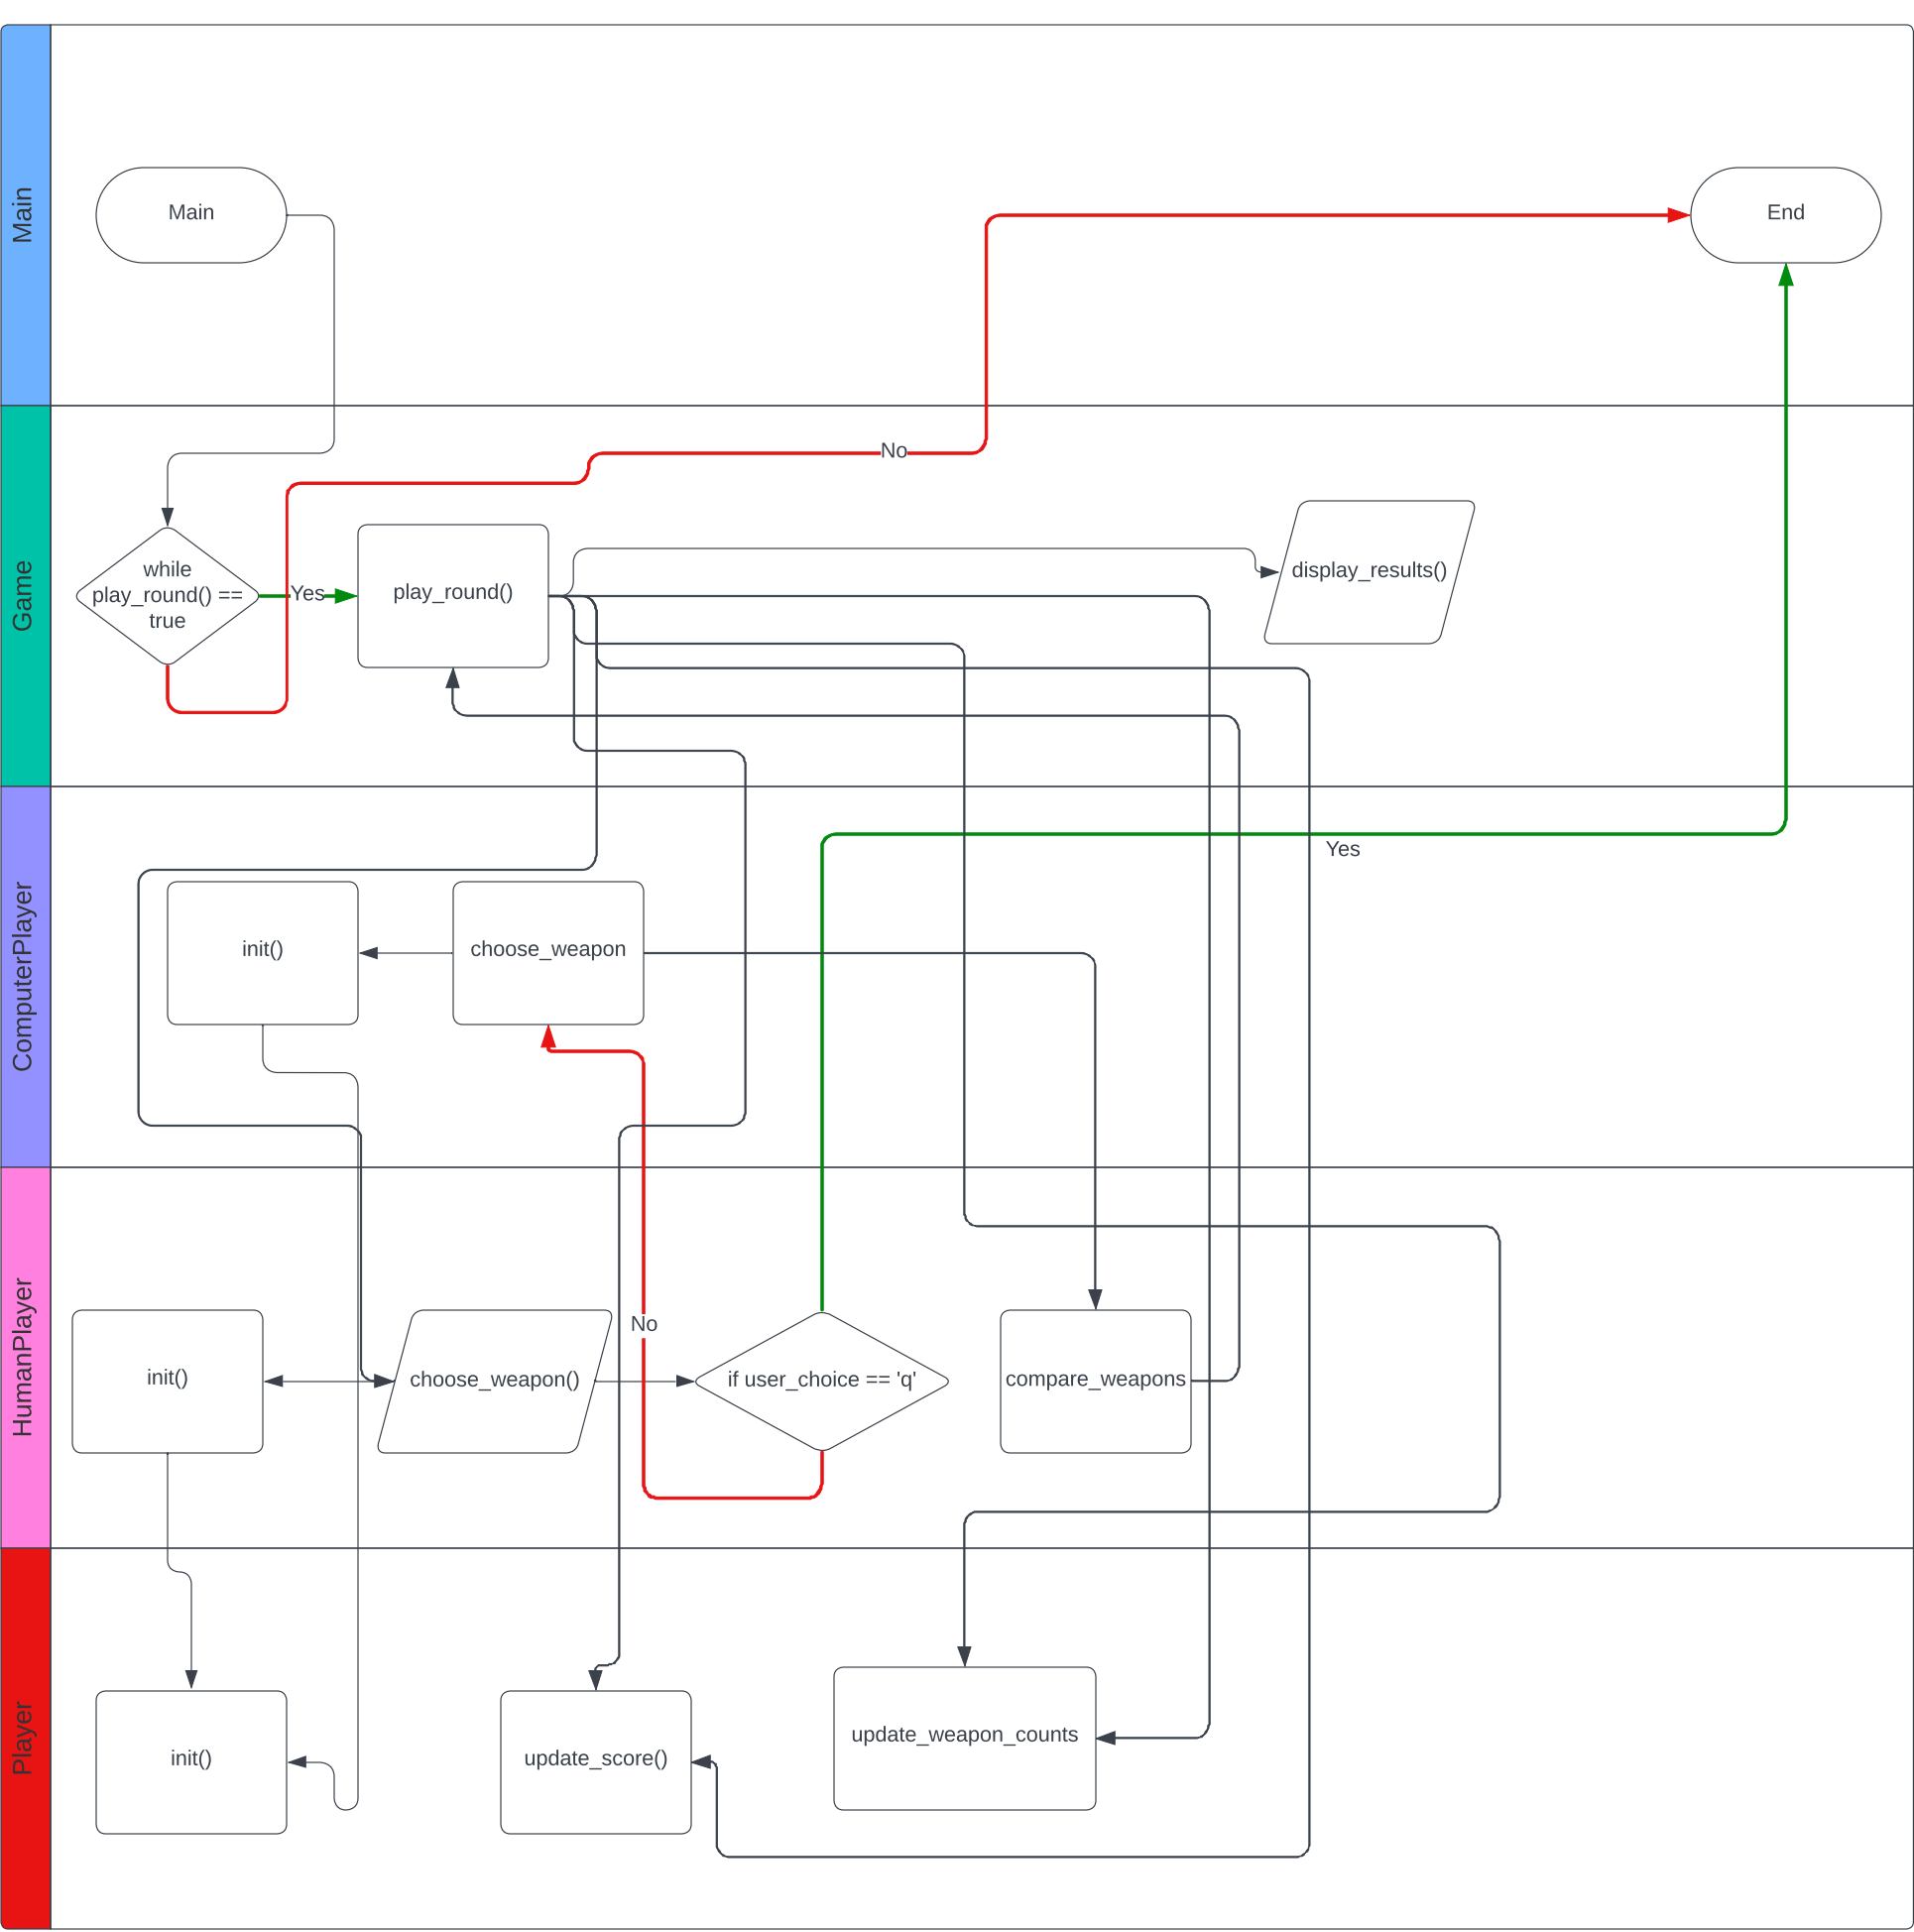 Main
Main
End
Game
No
while
play_round() ==
true
Yes
play_round()
display_results()
ComputerPlayer
Yes
init()
choose_weapon
HumanPlayer
No
init()
choose_weapon()
if user_choice == 'q'
compare_weapons
Player
init()
update_score()
update_weapon_counts